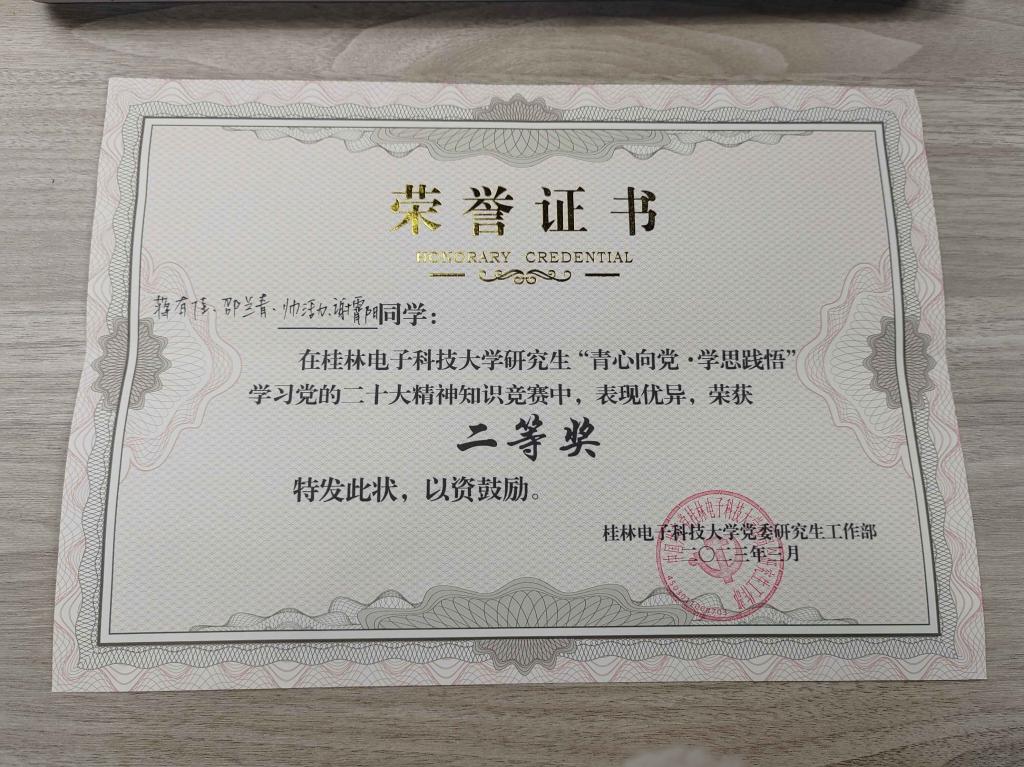 荣誉证书
HONORARY CREDENTIAL
蒋有佳、邵兰青、帅活力、谢霄阳同学：
在桂林电子科技大学研究生“青心向党·学思践悟”
学习党的二十大精神知识竞赛中，表现优异，荣获
二等奖
特发此状，以资鼓励。
桂林电子科技大学党委研究生工作部
二〇二三年三月